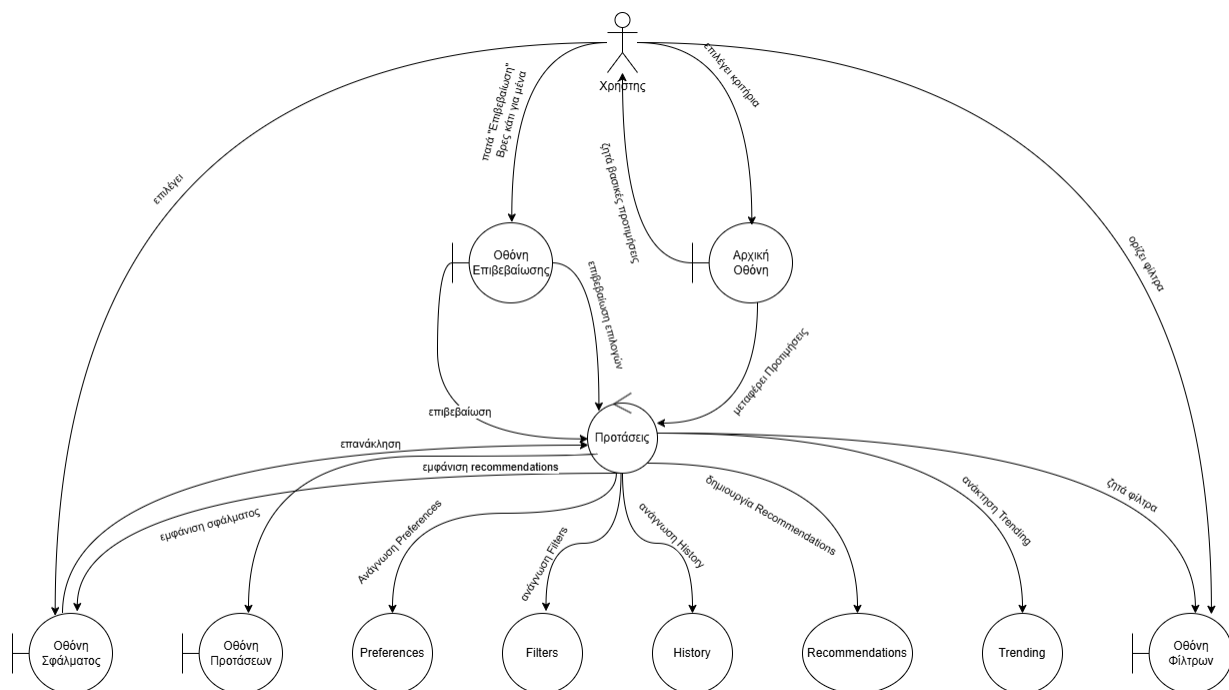 Χρήστης
επιλέγει κριτήρια
πατά "Επιβεβαίωση"
Βρες κάτι για μένα
ζητά βασικές προτιμήσεις
επιλέγει
ορίζει φίλτρα
Οθόνη
Επιβεβαίωσης
Αρχική
Οθόνη
επιβεβαίωση επιλογών
μεταφέρει Προτιμήσεις
επιβεβαίωση
Προτάσεις
επανάκληση
εμφάνιση recommendations
εμφάνιση σφάλματος
Ανάγνωση Preferences
ανάγνωση Filters
ανάγνωση History
δημιουργία Recommendations
ανάκτηση Trending
ζητά φίλτρα
Οθόνη
Σφάλματος
Οθόνη
Προτάσεων
Preferences
Filters
History
Recommendations
Trending
Οθόνη
Φίλτρων